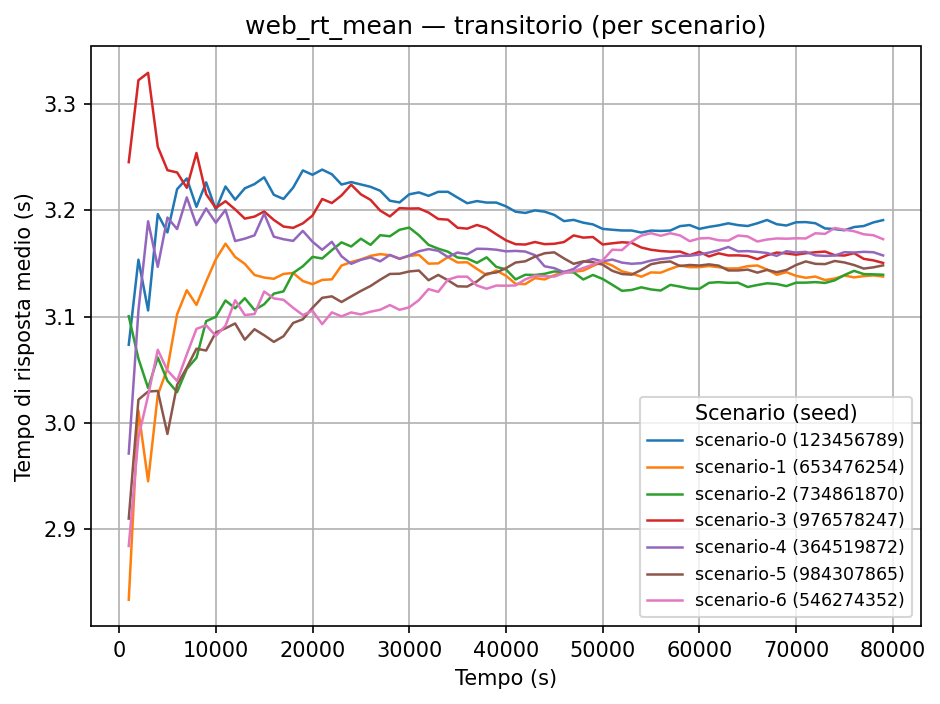 web_rt_mean — transitorio (per scenario)
Tempo di risposta medio (s)
3.3
3.2
3.1
3.0
2.9
Scenario (seed)
scenario-0 (123456789)
scenario-1 (653476254)
scenario-2 (734861870)
scenario-3 (976578247)
scenario-4 (364519872)
scenario-5 (984307865)
scenario-6 (546274352)
0 10000 20000 30000 40000 50000 60000 70000 80000
Tempo (s)